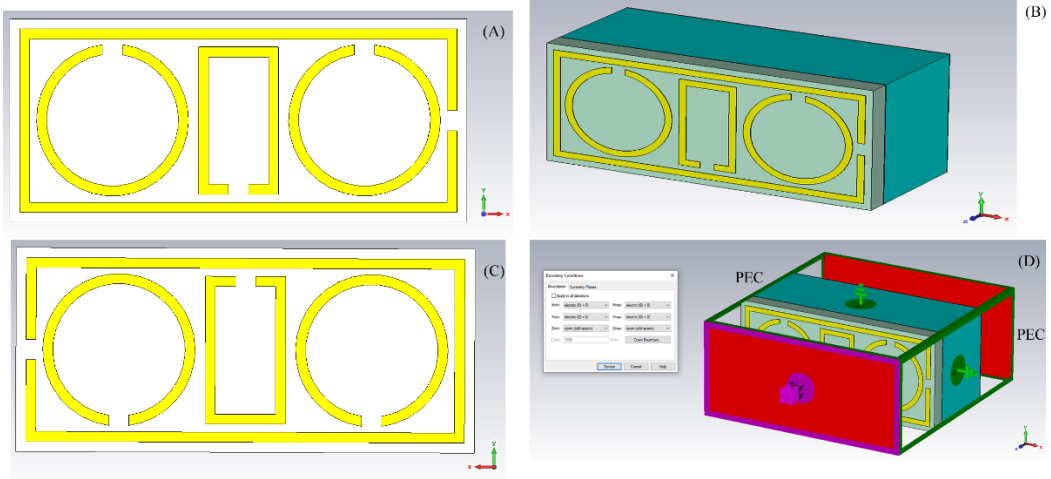 (A)
y
x
(B)
y
x
z
(C)
y
x
(D)
PEC
PEC
Boundary Conditions
Boundaries Symmetry Planes
Apply in all directions
Xmin: electric (Et = 0) Xmax: electric (Et = 0)
Ymin: electric (Et = 0) Ymax: electric (Et = 0)
Zmin: open (add space) Zmax: open (add space)
Cond.: 1000 S/m Open Boundary...
Cancel Help
y
x
z